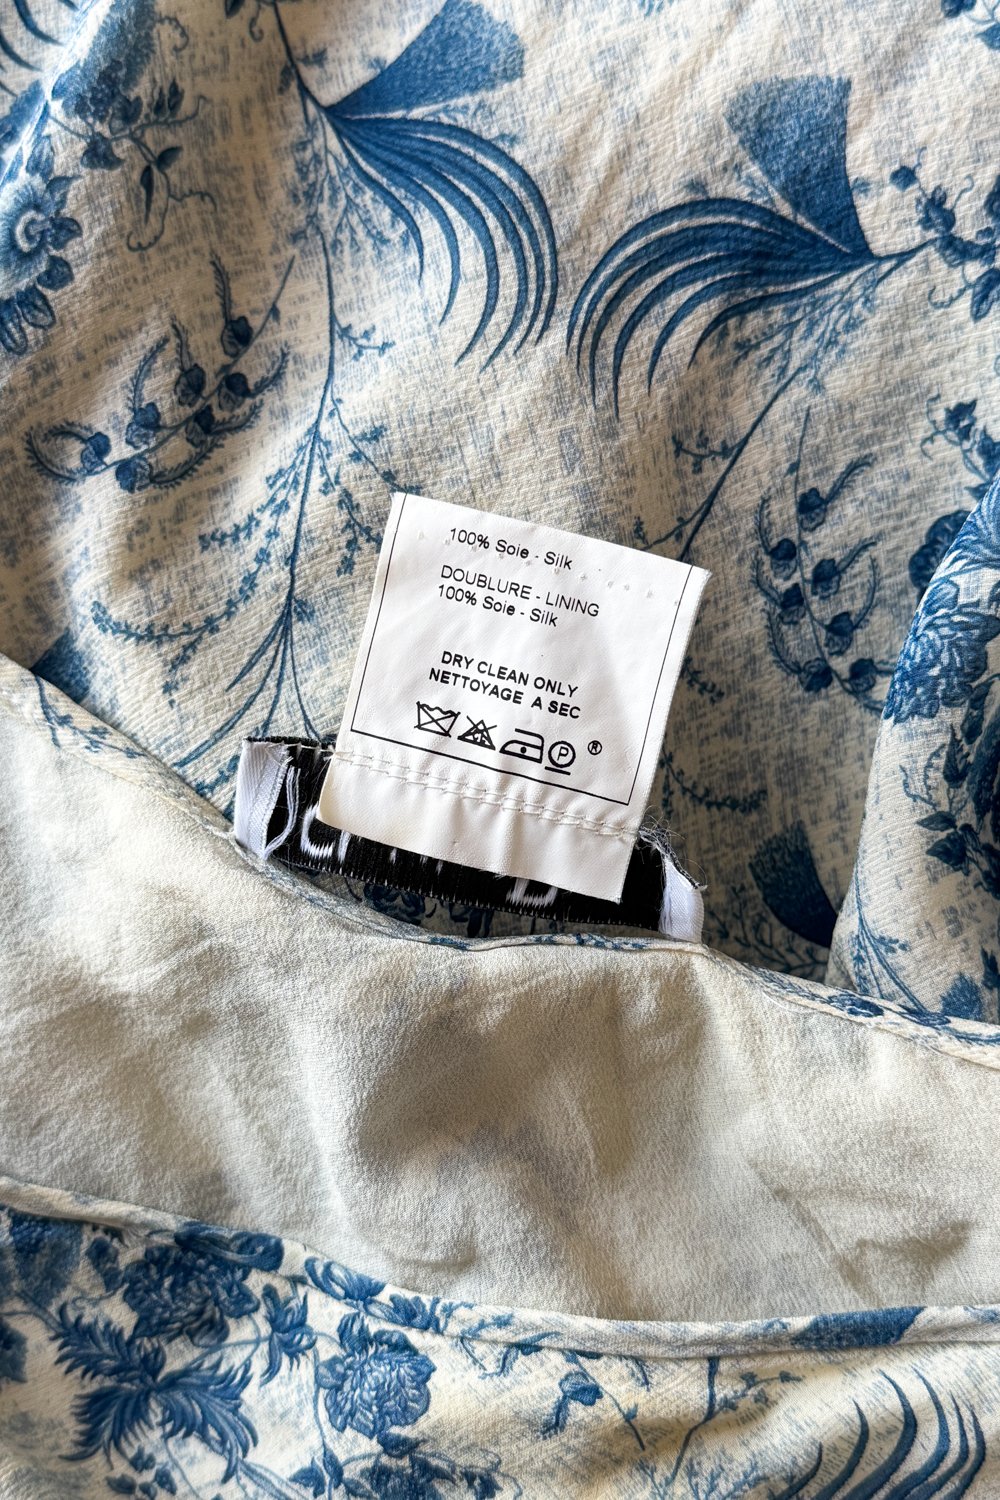 100% Soie - Silk
DOUBLURE - LINING
100% Soie - Silk
DRY CLEAN ONLY
NETTOYAGE A SEC
P ®